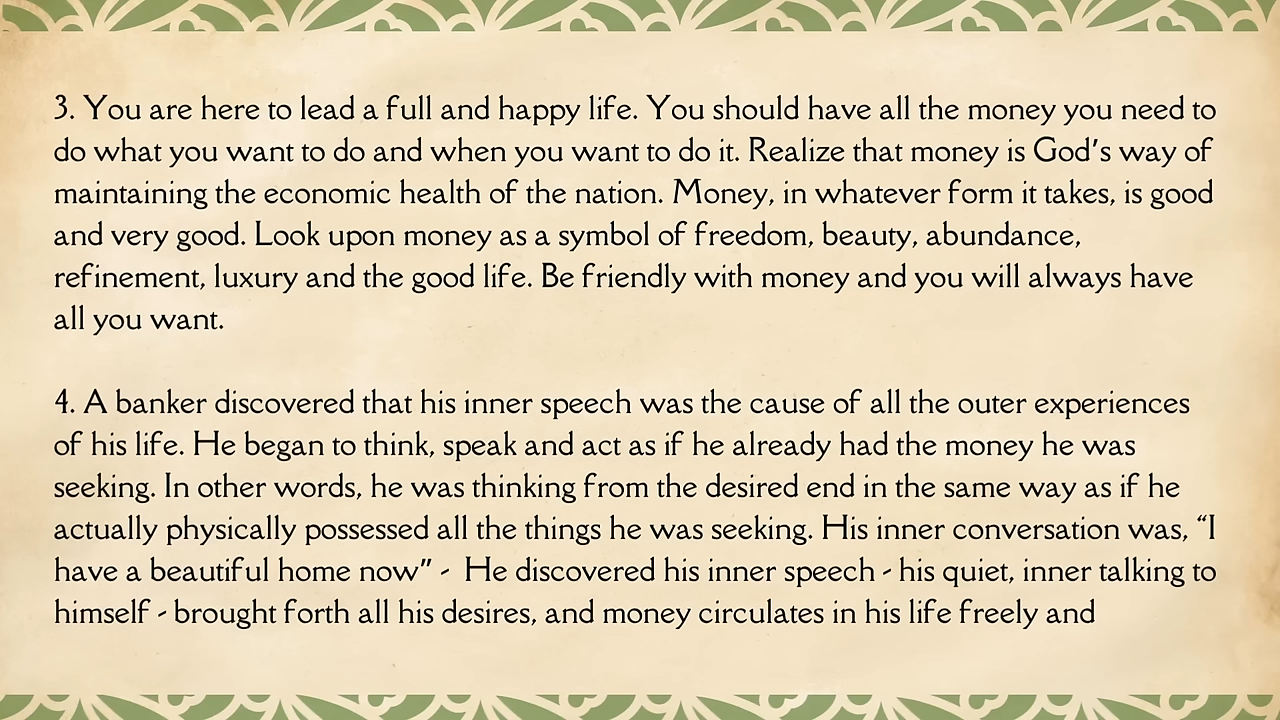 3. You are here to lead a full and happy life. You should have all the money you need to
do what you want to do and when you want to do it. Realize that money is God's way of
maintaining the economic health of the nation. Money, in whatever form it takes, is good
and very good. Look upon money as a symbol of freedom, beauty, abundance,
refinement, luxury and the good life. Be friendly with money and you will always have
all you want.
4. A banker discovered that his inner speech was the cause of all the outer experiences
of his life. He began to think, speak and act as if he already had the money he was
seeking. In other words, he was thinking from the desired end in the same way as if he
actually physically possessed all the things he was seeking. His inner conversation was, “I
have a beautiful home now" - He discovered his inner speech - his quiet, inner talking to
himself - brought forth all his desires, and money circulates in his life freely and